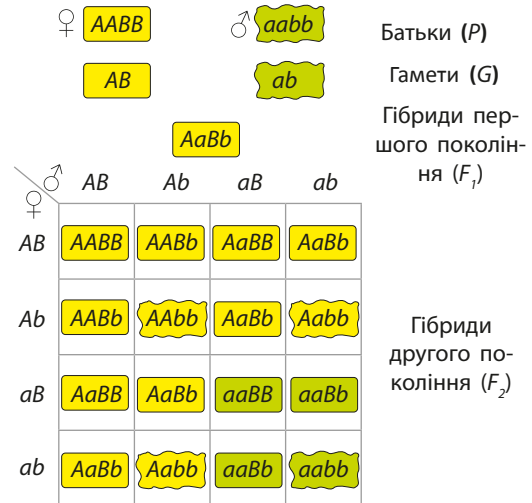 ♀ AABB ♂ aabb Батьки (P)
AB ab Гамети (G)
AaBb Гібриди пер-
шого поколін-
ня (F₁)
♂ AB Ab aB ab
♀
AB AABB AABb AaBB AaBb
Ab AABb AAbb AaBb Aabb
Гібриди
другого по-
коління (F₂)
aB AaBB AaBb aaBB aaBb
ab AaBb Aabb aaBb aabb